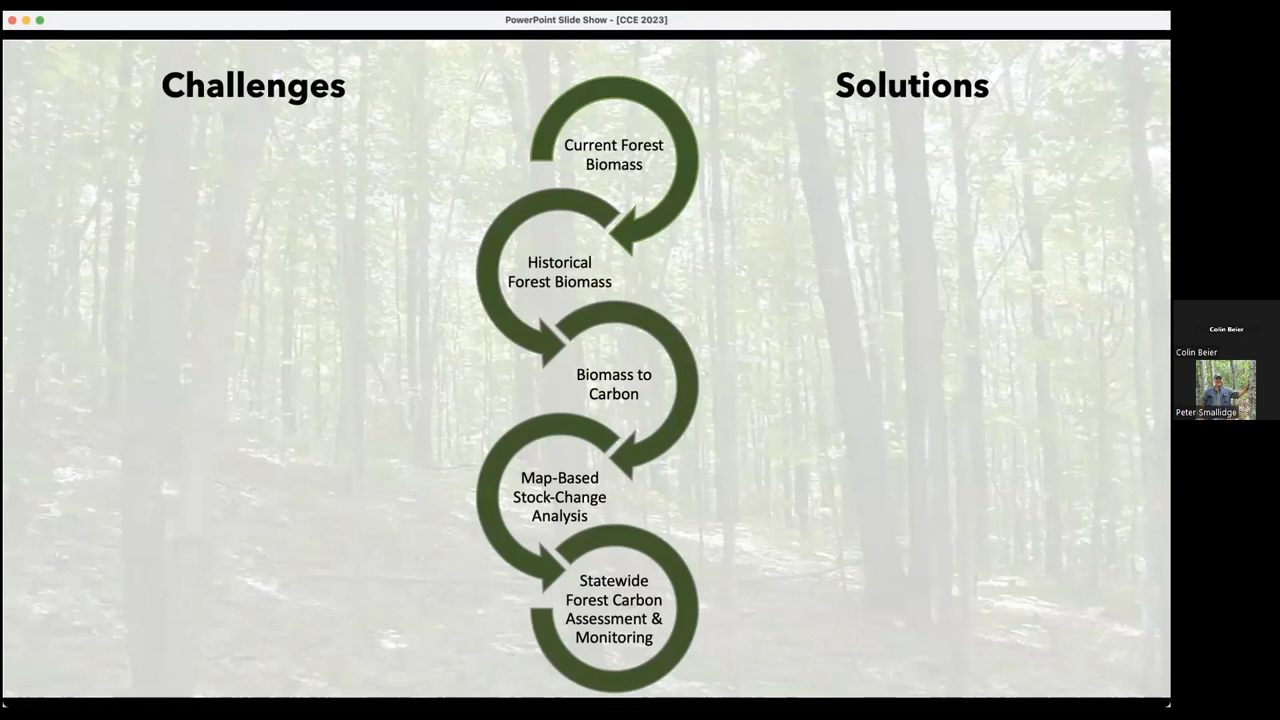 PowerPoint Slide Show - [CCE 2023]
Challenges
Solutions
Current Forest
Biomass
Historical
Forest Biomass
Biomass to
Carbon
Map-Based
Stock-Change
Analysis
Statewide
Forest Carbon
Assessment &
Monitoring
Colin Beier
Colin Beier
Peter Smallidge